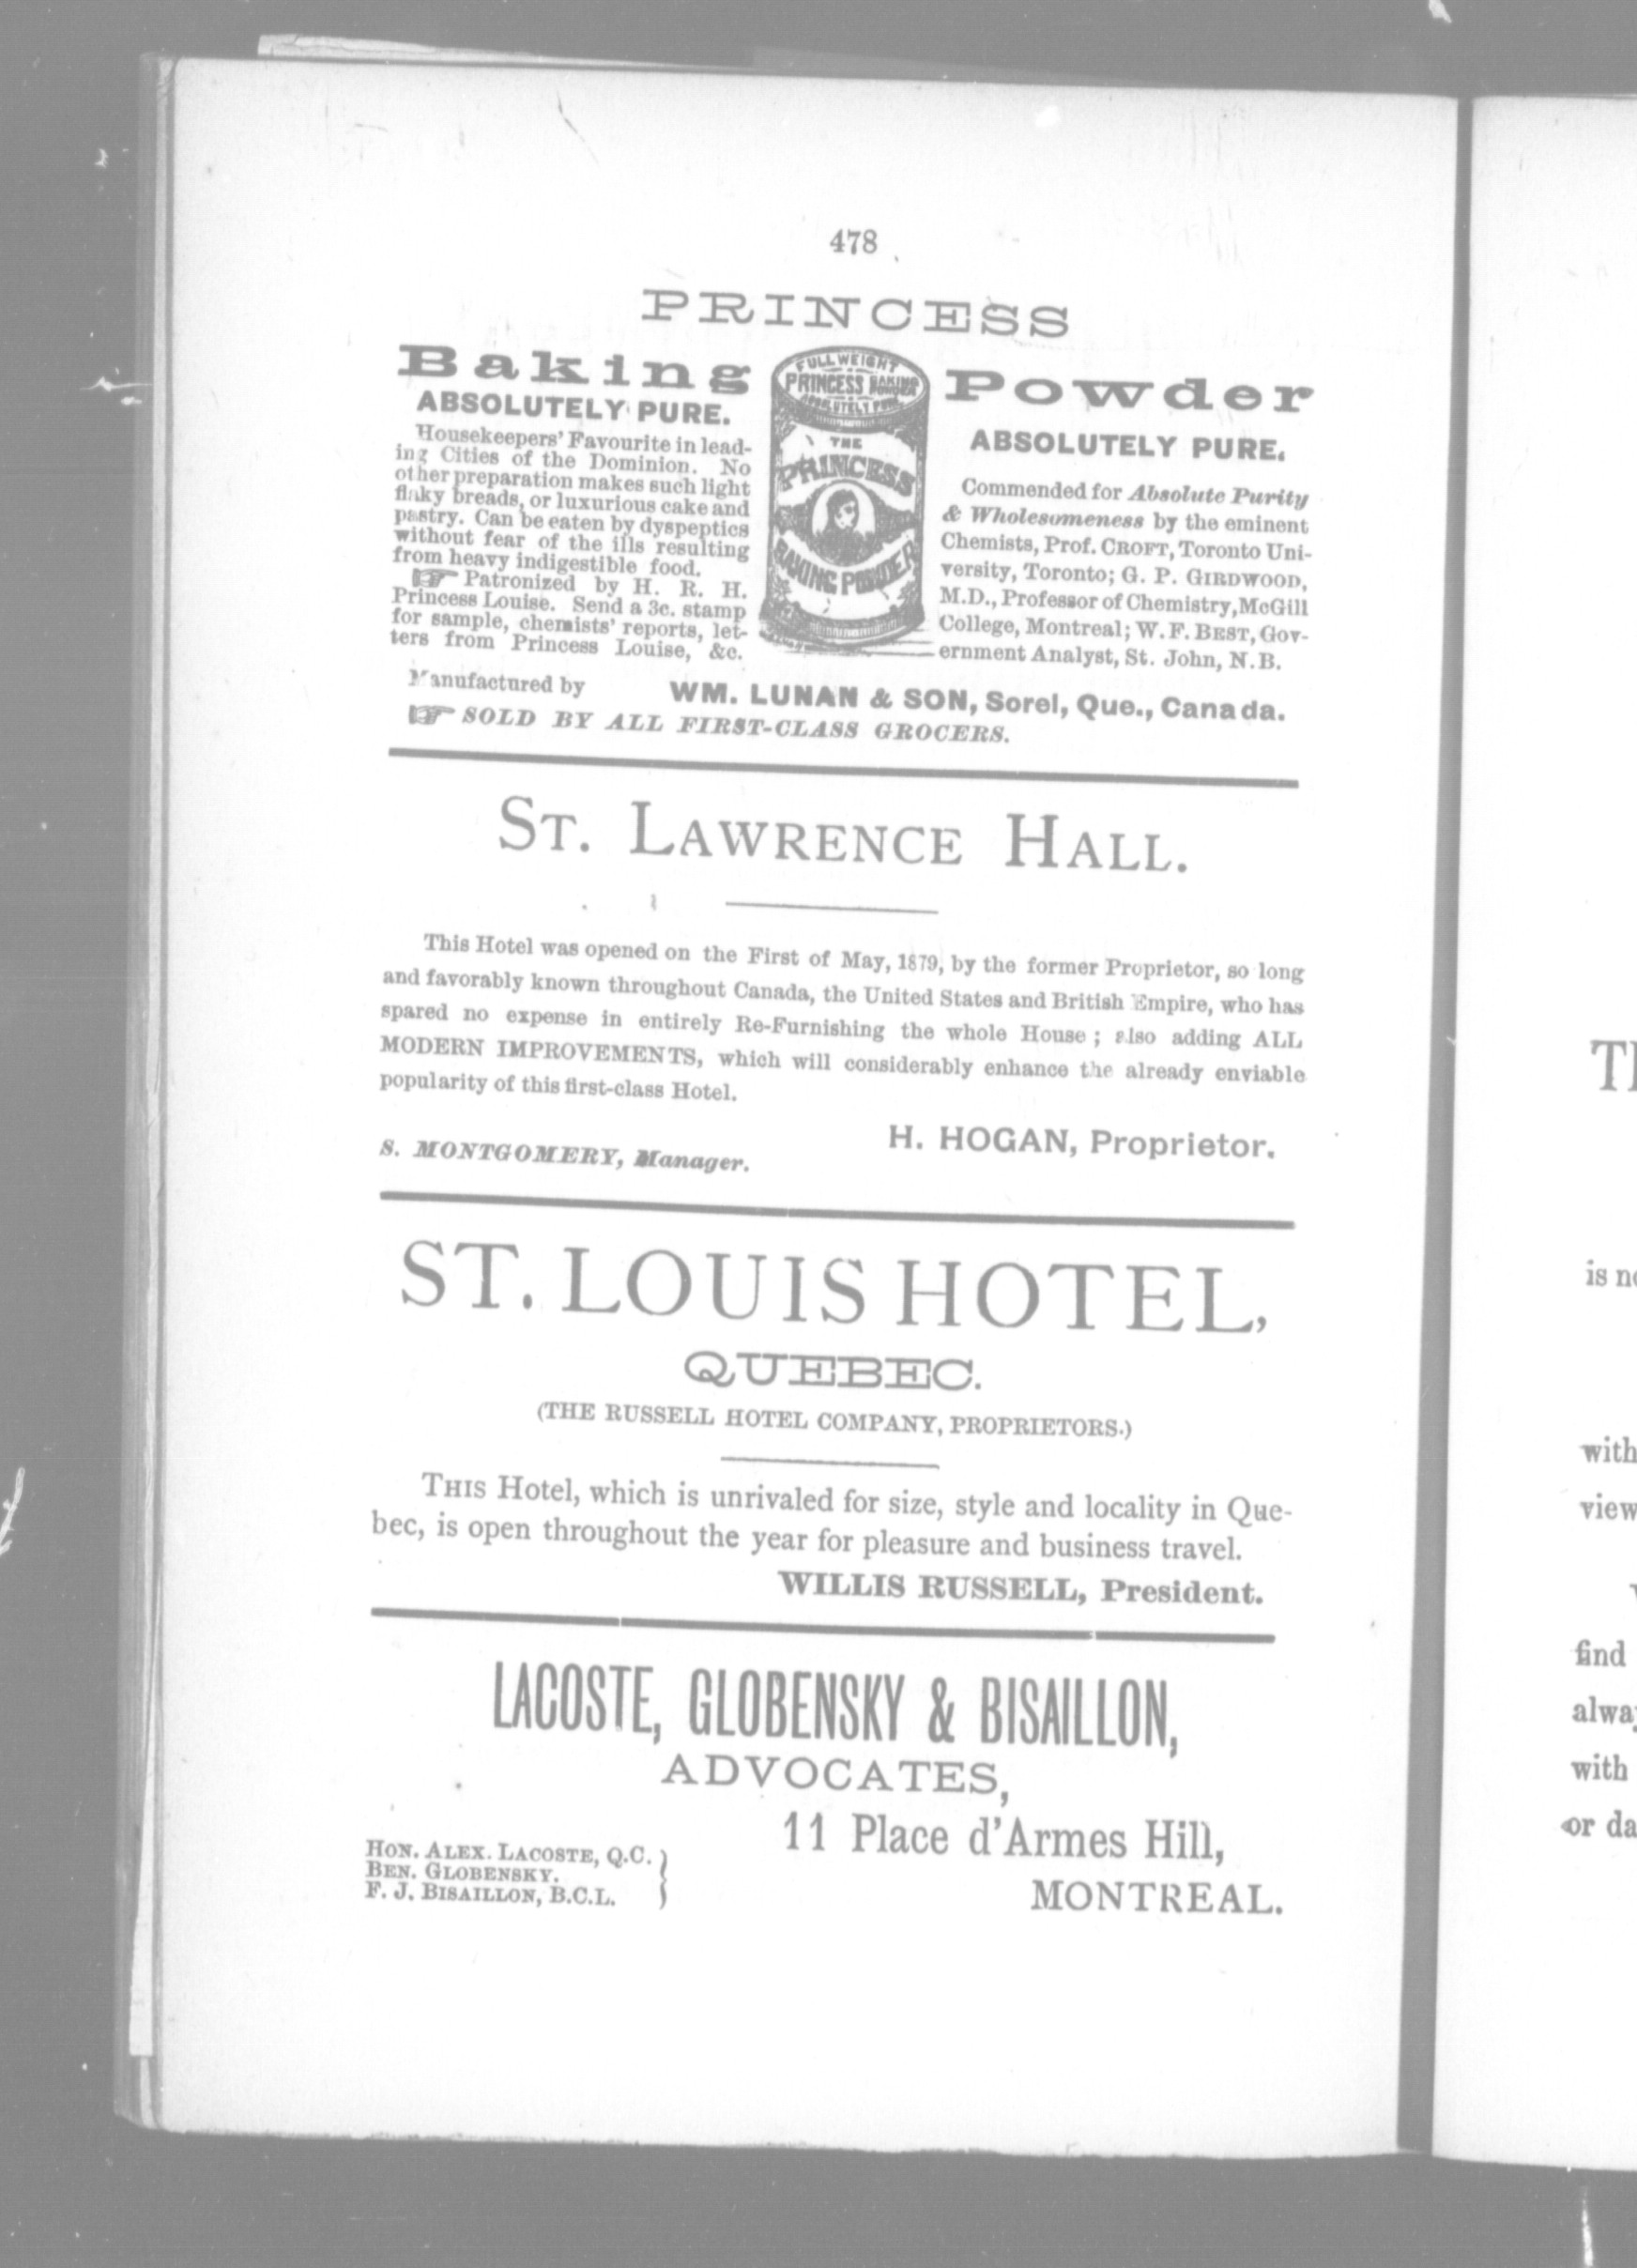 478
PRINCESS
Baking
ABSOLUTELY PURE.
Housekeepers' Favourite in lead-
ing Cities of the Dominion. No
other preparation makes such light
flaky breads, or luxurious cake and
pastry. Can be eaten by dyspeptics
without fear of the ills resulting
from heavy indigestible food.
☞ Patronized by H. R. H.
Princess Louise. Send a 3c. stamp
for sample, chemists' reports, let-
ters from Princess Louise, &c.
FULL WEIGHT
PRINCESS BAKING
POWDER
ABSOLUTELY PURE
THE
PRINCESS
BAKING POWDER
Powder
ABSOLUTELY PURE.
Commended for Absolute Purity
& Wholesomeness by the eminent
Chemists, Prof. CROFT, Toronto Uni-
versity, Toronto; G. P. GIRDWOOD,
M.D., Professor of Chemistry, McGill
College, Montreal; W. F. BEST, Gov-
ernment Analyst, St. John, N.B.
Manufactured by WM. LUNAN & SON, Sorel, Que., Canada.
☞ SOLD BY ALL FIRST-CLASS GROCERS.
ST. LAWRENCE HALL.
This Hotel was opened on the First of May, 1879, by the former Proprietor, so long
and favorably known throughout Canada, the United States and British Empire, who has
spared no expense in entirely Re-Furnishing the whole House; also adding ALL
MODERN IMPROVEMENTS, which will considerably enhance the already enviable
popularity of this first-class Hotel.
H. HOGAN, Proprietor.
S. MONTGOMERY, Manager.
ST. LOUIS HOTEL,
QUEBEC.
(THE RUSSELL HOTEL COMPANY, PROPRIETORS.)
THIS Hotel, which is unrivaled for size, style and locality in Que-
bec, is open throughout the year for pleasure and business travel.
WILLIS RUSSELL, President.
LACOSTE, GLOBENSKY & BISAILLON,
ADVOCATES,
11 Place d'Armes Hill,
MONTREAL.
HON. ALEX. LACOSTE, Q.C.
BEN. GLOBENSKY.
F. J. BISAILLON, B.C.L.
is
with
view
find
with
or